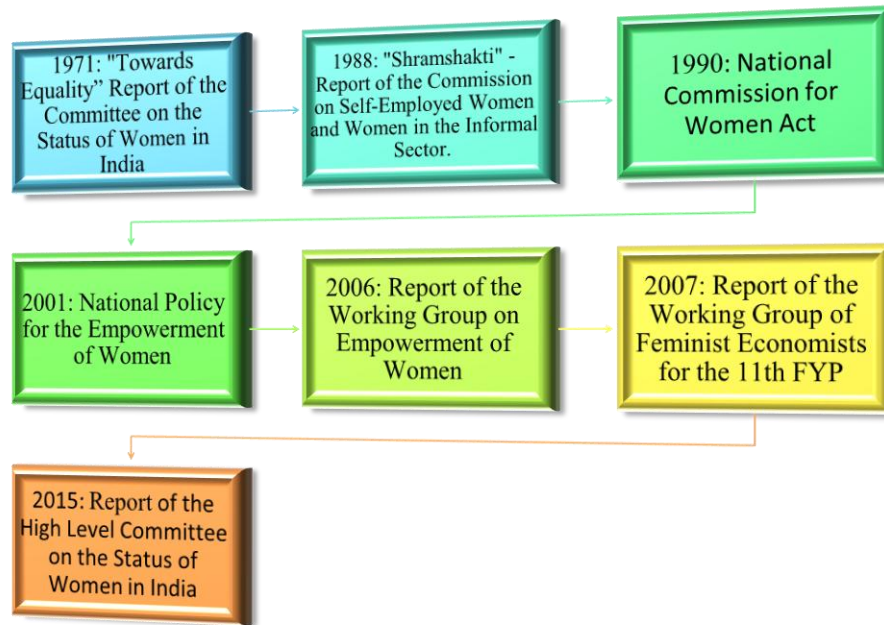 1971: "Towards
Equality” Report of the
Committee on the
Status of Women in
India
1988: "Shramshakti" -
Report of the Commission
on Self-Employed Women
and Women in the Informal
Sector.
1990: National
Commission for
Women Act
2001: National Policy
for the Empowerment
of Women
2006: Report of the
Working Group on
Empowerment of
Women
2007: Report of the
Working Group of
Feminist Economists
for the 11th FYP
2015: Report of the
High Level Committee
on the Status of
Women in India